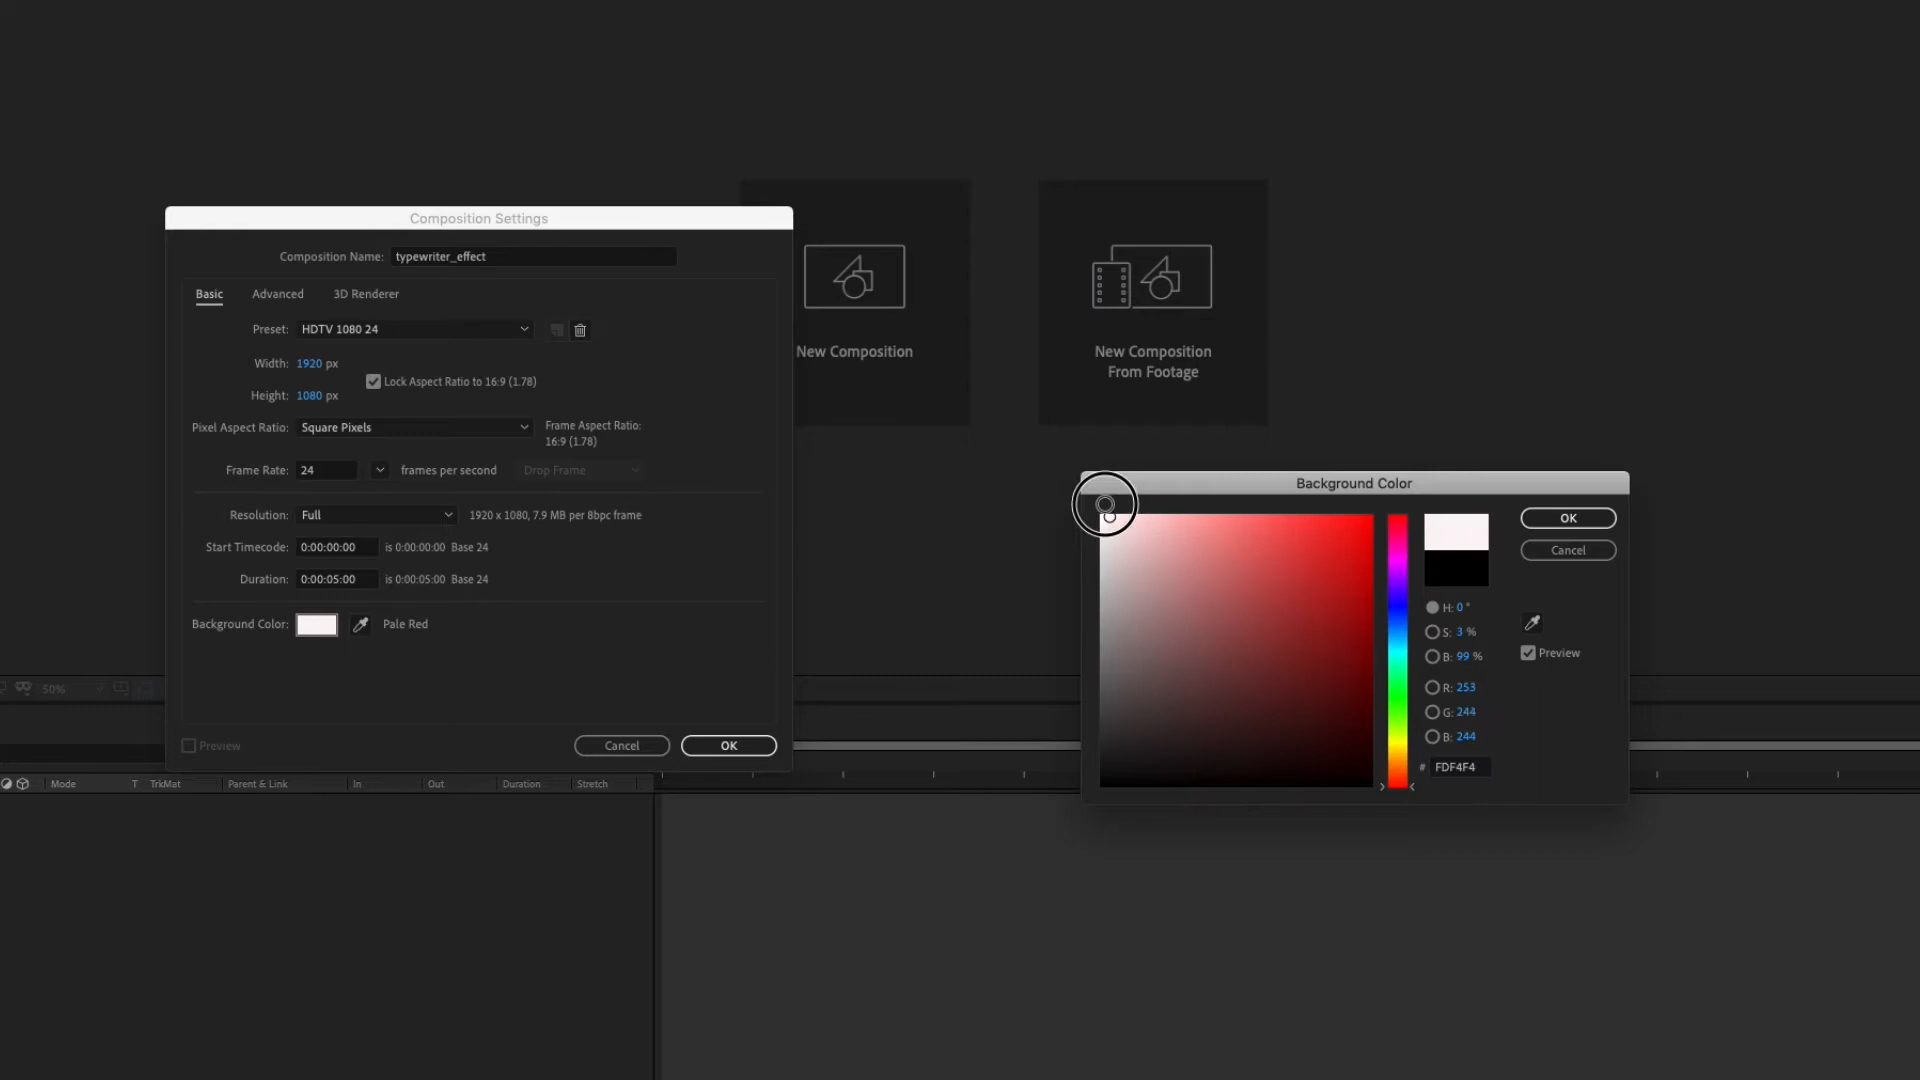 Composition Settings
Composition Name: typewriter_effect
Basic Advanced 3D Renderer
Preset: HDTV 1080 24
Width: 1920 px
Lock Aspect Ratio to 16:9 (1.78)
Height: 1080 px
Pixel Aspect Ratio: Square Pixels
Frame Aspect Ratio:
16:9 (1.78)
Frame Rate: 24 frames per second Drop Frame
Resolution: Full 1920 x 1080, 7.9 MB per 8bpc frame
Start Timecode: 0:00:00:00 is 0:00:00:00 Base 24
Duration: 0:00:05:00 is 0:00:05:00 Base 24
Background Color: Pale Red
Preview Cancel OK
New Composition
New Composition
From Footage
Background Color
OK
Cancel
H: 0 °
S: 3 %
B: 99 %
Preview
R: 253
G: 244
B: 244
# FDF4F4
50%
Mode T TrkMat Parent & Link In Out Duration Stretch